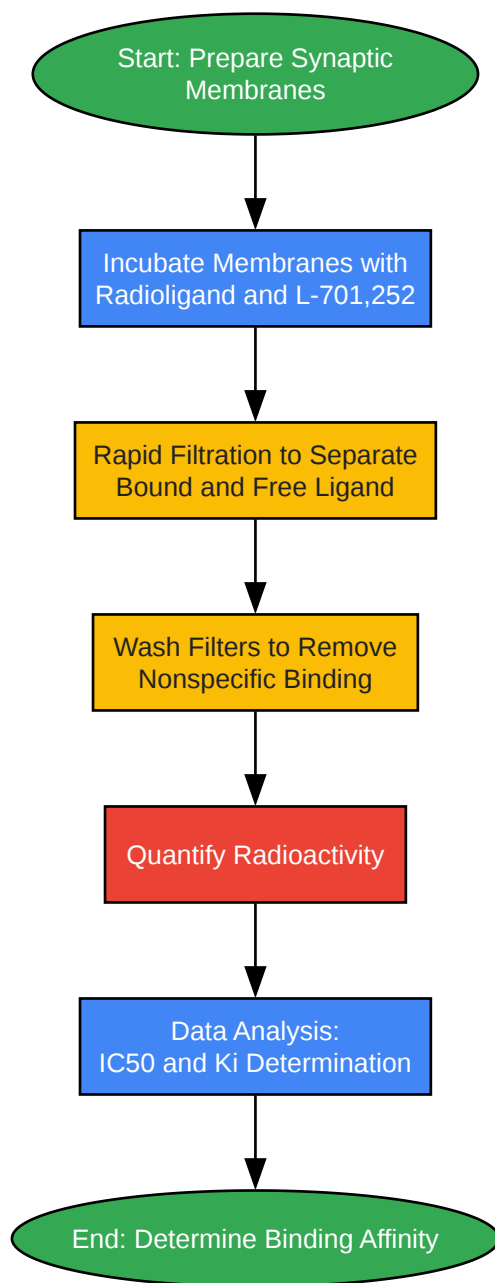 Start: Prepare Synaptic
Membranes
Incubate Membranes with
Radioligand and L-701,252
Rapid Filtration to Separate
Bound and Free Ligand
Wash Filters to Remove
Nonspecific Binding
Quantify Radioactivity
Data Analysis:
IC50 and Ki Determination
End: Determine Binding Affinity